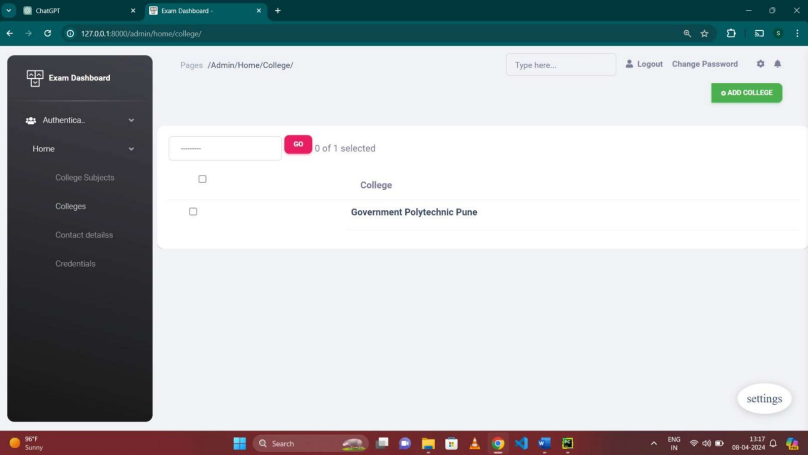 ChatGPT
Exam Dashboard -
127.0.0.1:8000/admin/home/college/
S
Exam Dashboard
Pages /Admin/Home/College/
Type here...
Logout Change Password
ADD COLLEGE
Authentica..
Home
College Subjects
Colleges
Contact detailss
Credentials
---------
GO
0 of 1 selected
College
Government Polytechnic Pune
settings
96°F
Sunny
Search
ENG
IN
13:17
08-04-2024